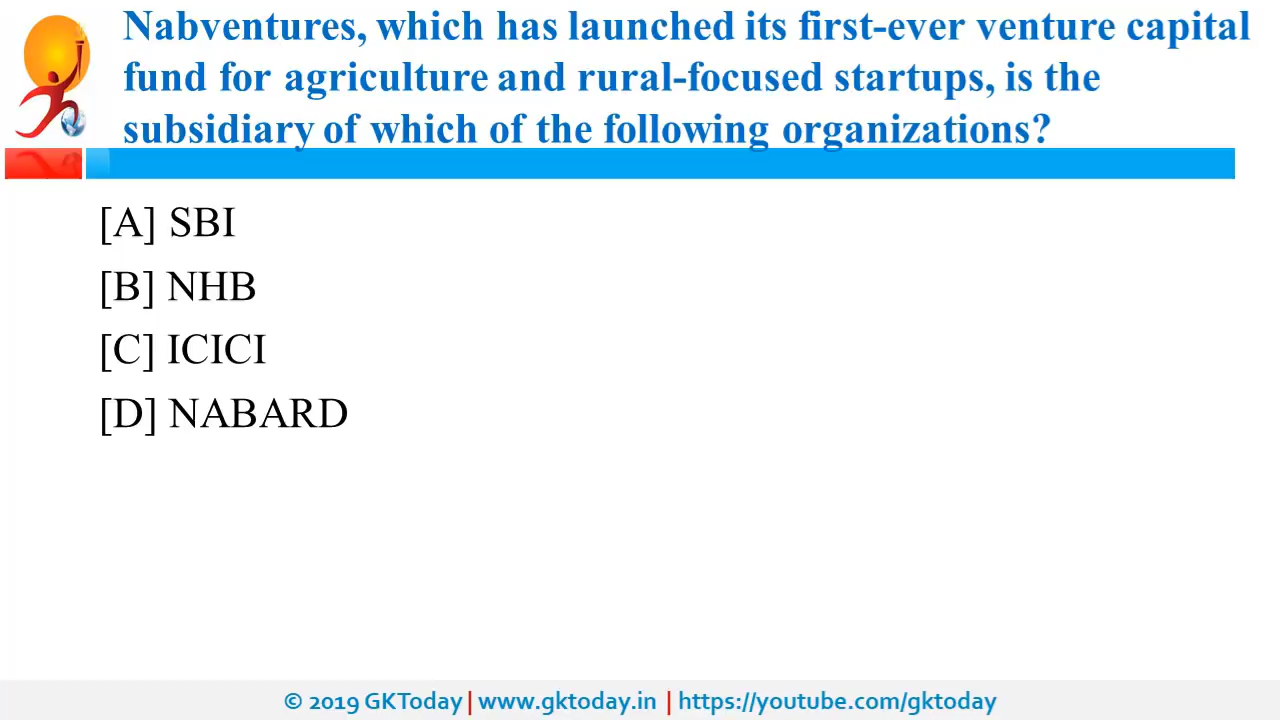 Nabventures, which has launched its first-ever venture capital
fund for agriculture and rural-focused startups, is the
subsidiary of which of the following organizations?
[A] SBI
[B] NHB
[C] ICICI
[D] NABARD
© 2019 GKToday | www.gktoday.in | https://youtube.com/gktoday